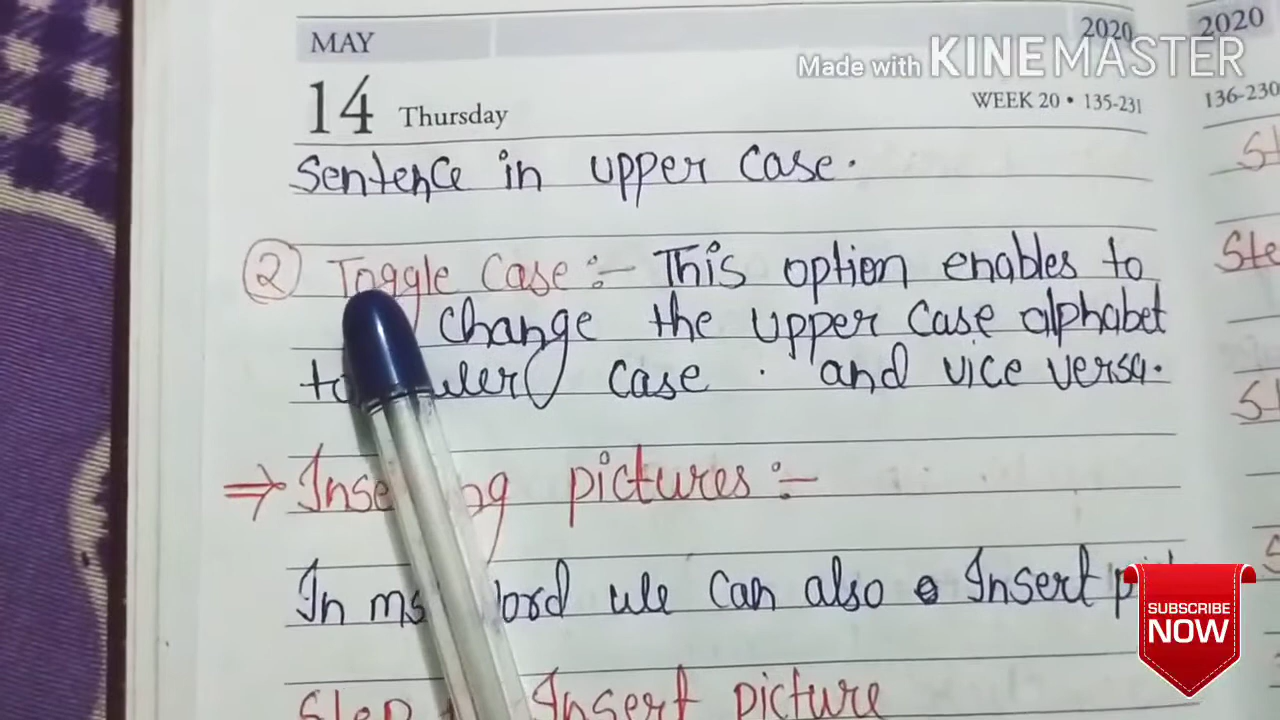 MAY 2020
2020
Made with KINEMASTER
14 Thursday WEEK 20 • 135-231
136-230
Sentence in upper case.
② Toggle Case :- This option enables to
change the upper case alphabet
to case. and vice versa.
⇒ pictures :-
In ms we can also Insert
SUBSCRIBE
NOW
Step Insert picture